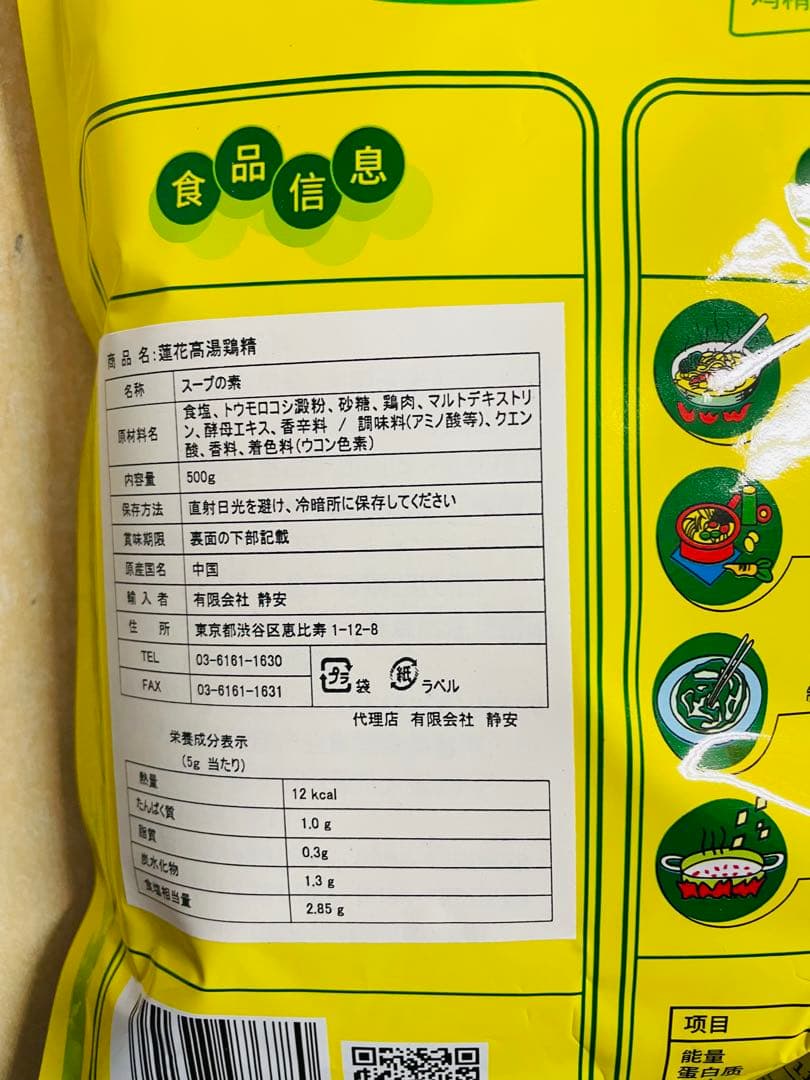 鸡精
食品信息
商品名:蓮花高湯鶏精
名称 スープの素
原材料名 食塩、トウモロコシ澱粉、砂糖、鶏肉、マルトデキストリ
ン、酵母エキス、香辛料 / 調味料(アミノ酸等)、クエン
酸、香料、着色料(ウコン色素)
内容量 500g
保存方法 直射日光を避け、冷暗所に保存してください
賞味期限 裏面の下部記載
原産国名 中国
輸入者 有限会社 静安
住所 東京都渋谷区恵比寿 1-12-8
TEL 03-6161-1630
FAX 03-6161-1631
プラ 袋 紙 ラベル
代理店 有限会社 静安
栄養成分表示
(5g 当たり)
熱量 12 kcal
たんぱく質 1.0 g
脂質 0.3g
炭水化物 1.3 g
食塩相当量 2.85 g
项目
能量
蛋白质